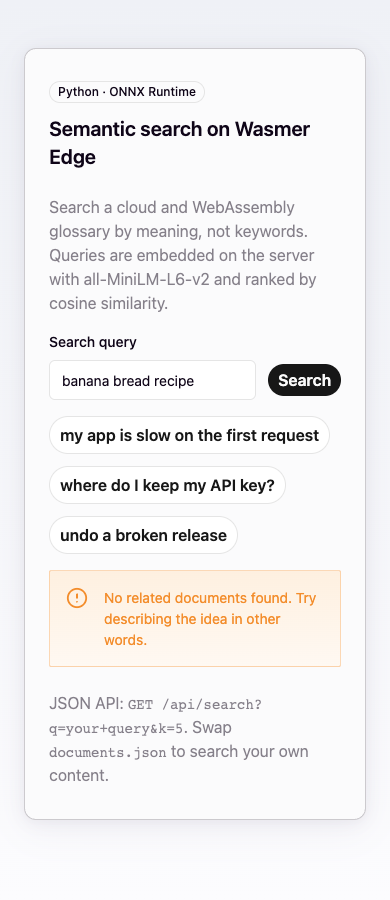 Python · ONNX Runtime
Semantic search on Wasmer
Edge
Search a cloud and WebAssembly
glossary by meaning, not keywords.
Queries are embedded on the server
with all-MiniLM-L6-v2 and ranked by
cosine similarity.
Search query
banana bread recipe
Search
my app is slow on the first request
where do I keep my API key?
undo a broken release
No related documents found. Try
describing the idea in other
words.
JSON API: GET /api/search?
q=your+query&k=5. Swap
documents.json to search your own
content.